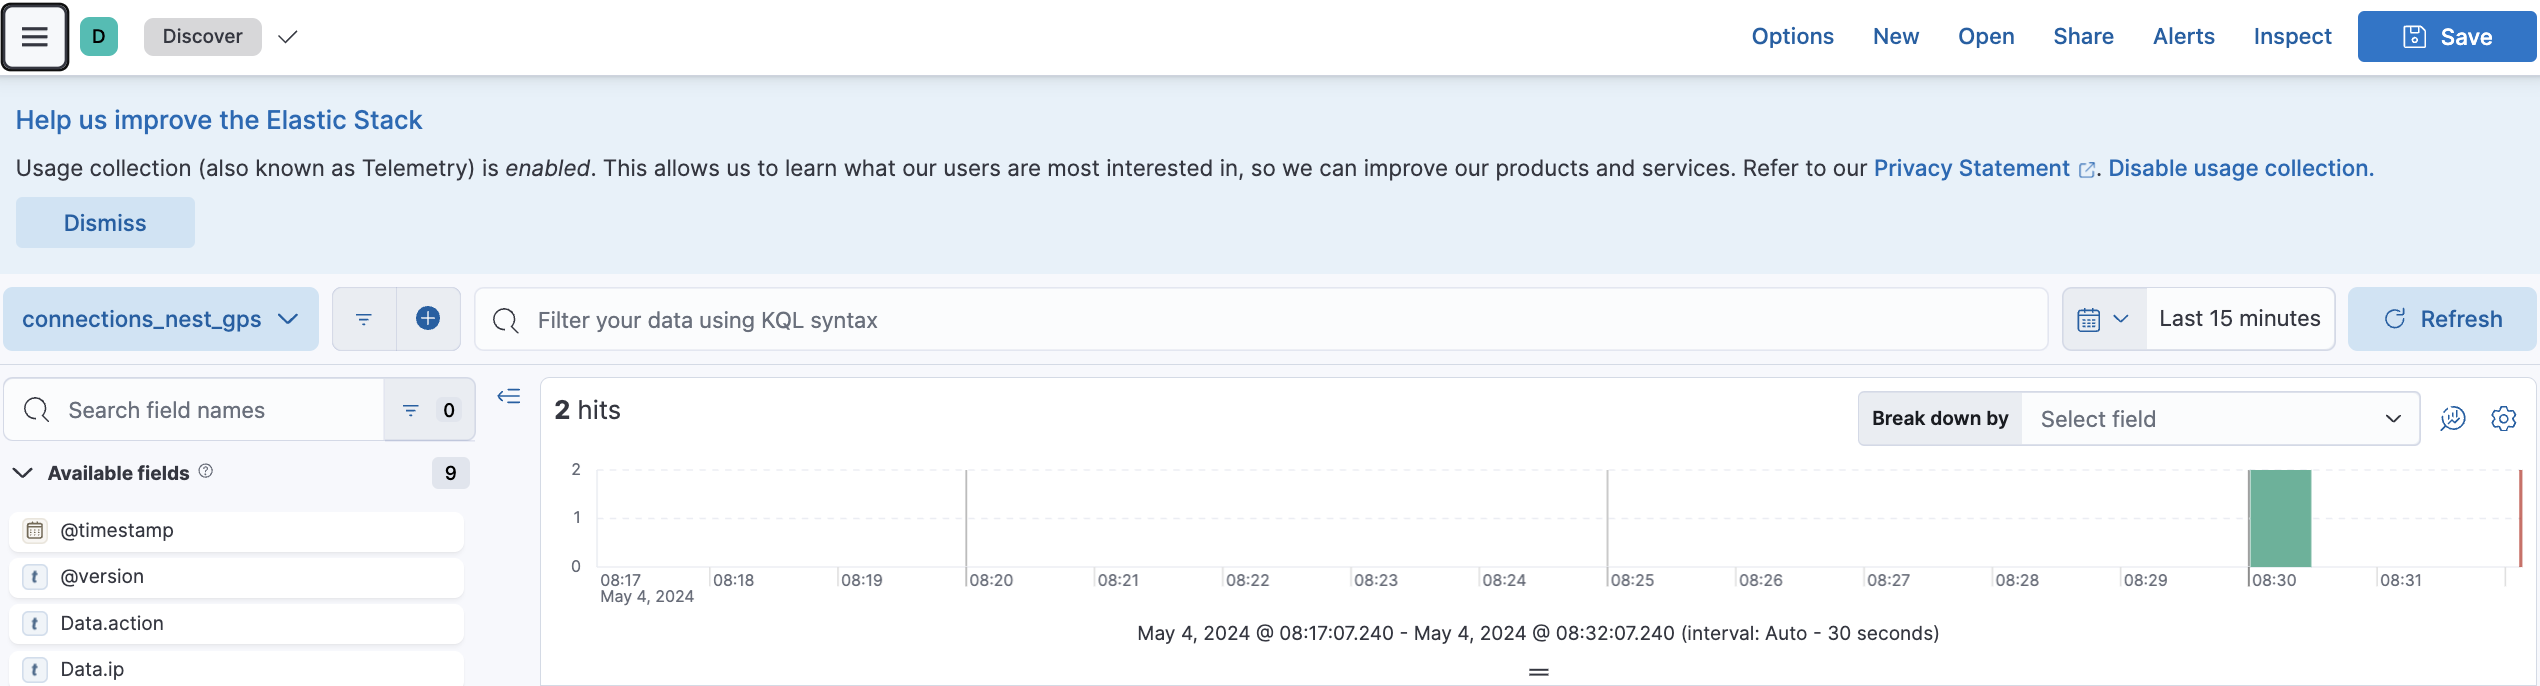 D Discover Options New Open Share Alerts Inspect Save
Help us improve the Elastic Stack
Usage collection (also known as Telemetry) is enabled. This allows us to learn what our users are most interested in, so we can improve our products and services. Refer to our Privacy Statement. Disable usage collection.
Dismiss
connections_nest_gps Filter your data using KQL syntax Last 15 minutes Refresh
Search field names 0
Available fields 9
@timestamp
t @version
t Data.action
t Data.ip
2 hits
Break down by Select field
2
1
0
08:17 08:18 08:19 08:20 08:21 08:22 08:23 08:24 08:25 08:26 08:27 08:28 08:29 08:30 08:31
May 4, 2024
May 4, 2024 @ 08:17:07.240 - May 4, 2024 @ 08:32:07.240 (interval: Auto - 30 seconds)